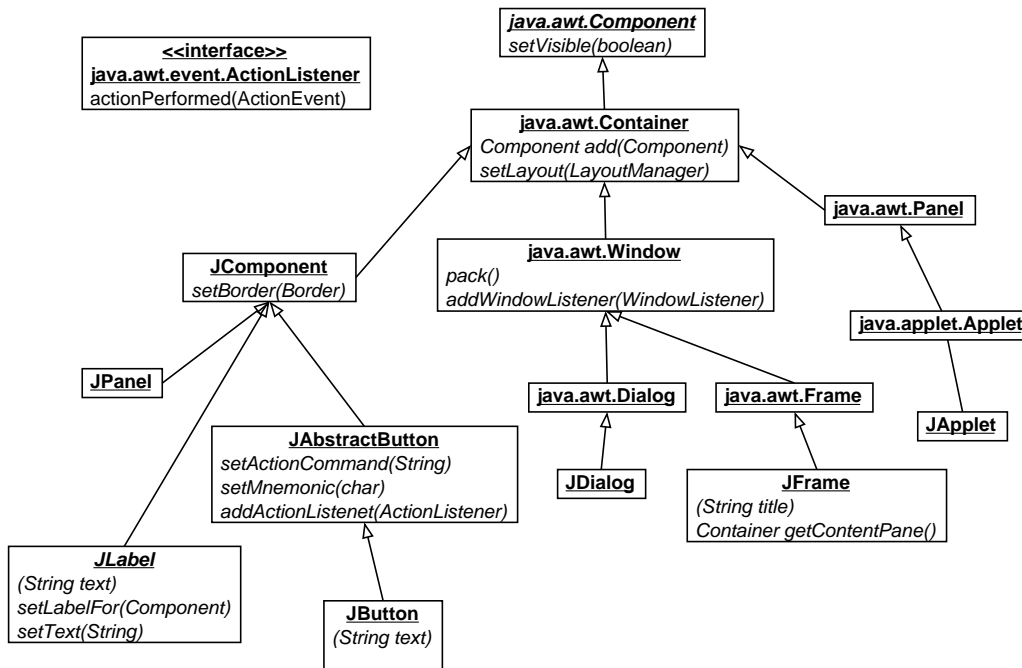 java.awt.Component
setVisible(boolean)
<<interface>>
java.awt.event.ActionListener
actionPerformed(ActionEvent)
java.awt.Container
Component add(Component)
setLayout(LayoutManager)
java.awt.Panel
java.awt.Window
pack()
addWindowListener(WindowListener)
JComponent
setBorder(Border)
java.applet.Applet
JPanel
java.awt.Dialog
java.awt.Frame
JApplet
JAbstractButton
setActionCommand(String)
setMnemonic(char)
addActionListenet(ActionListener)
JDialog
JFrame
(String title)
Container getContentPane()
JLabel
(String text)
setLabelFor(Component)
setText(String)
JButton
(String text)